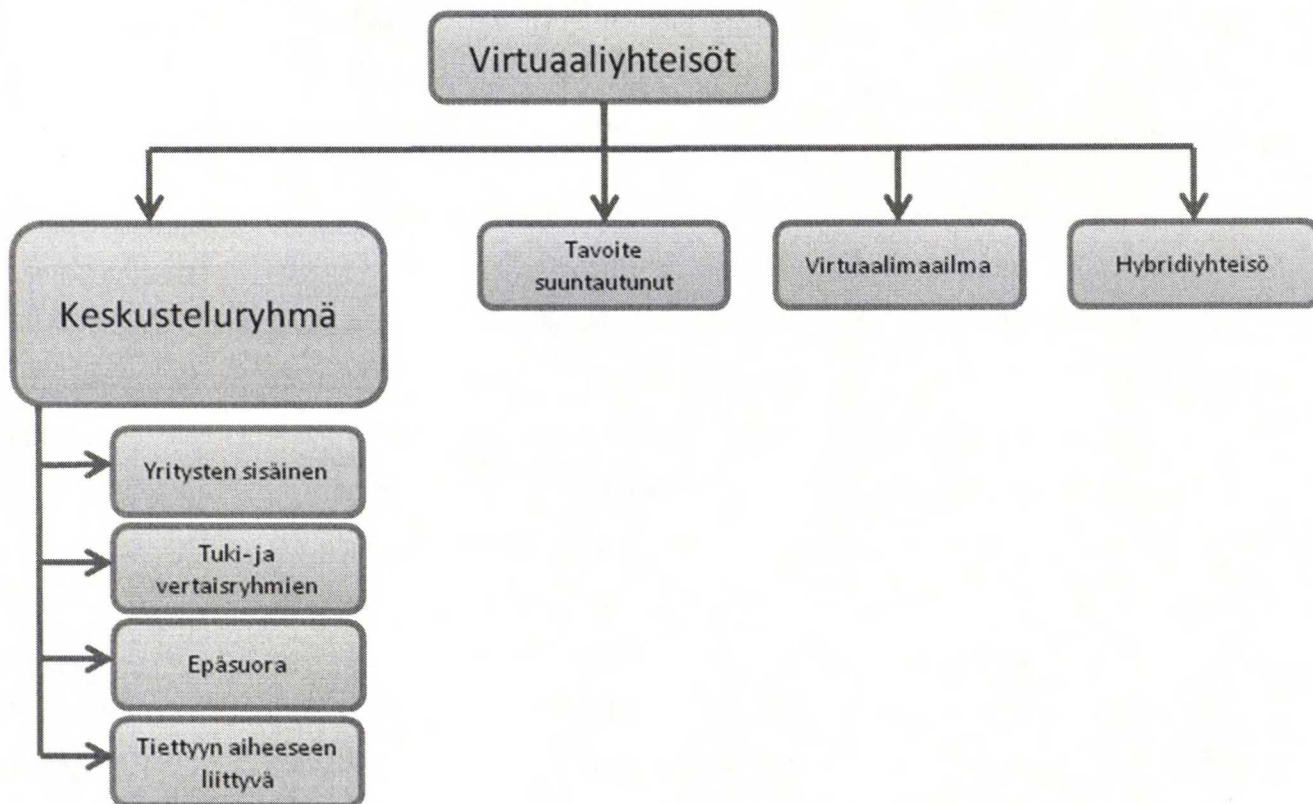 Virtuaaliyhteisöt
Keskusteluryhmä
Tavoite
suuntautunut
Virtuaalimaailma
Hybridiyhteisö
Yritysten sisäinen
Tuki- ja
vertaisryhmien
Epäsuora
Tiettyyn aiheeseen
liittyvä